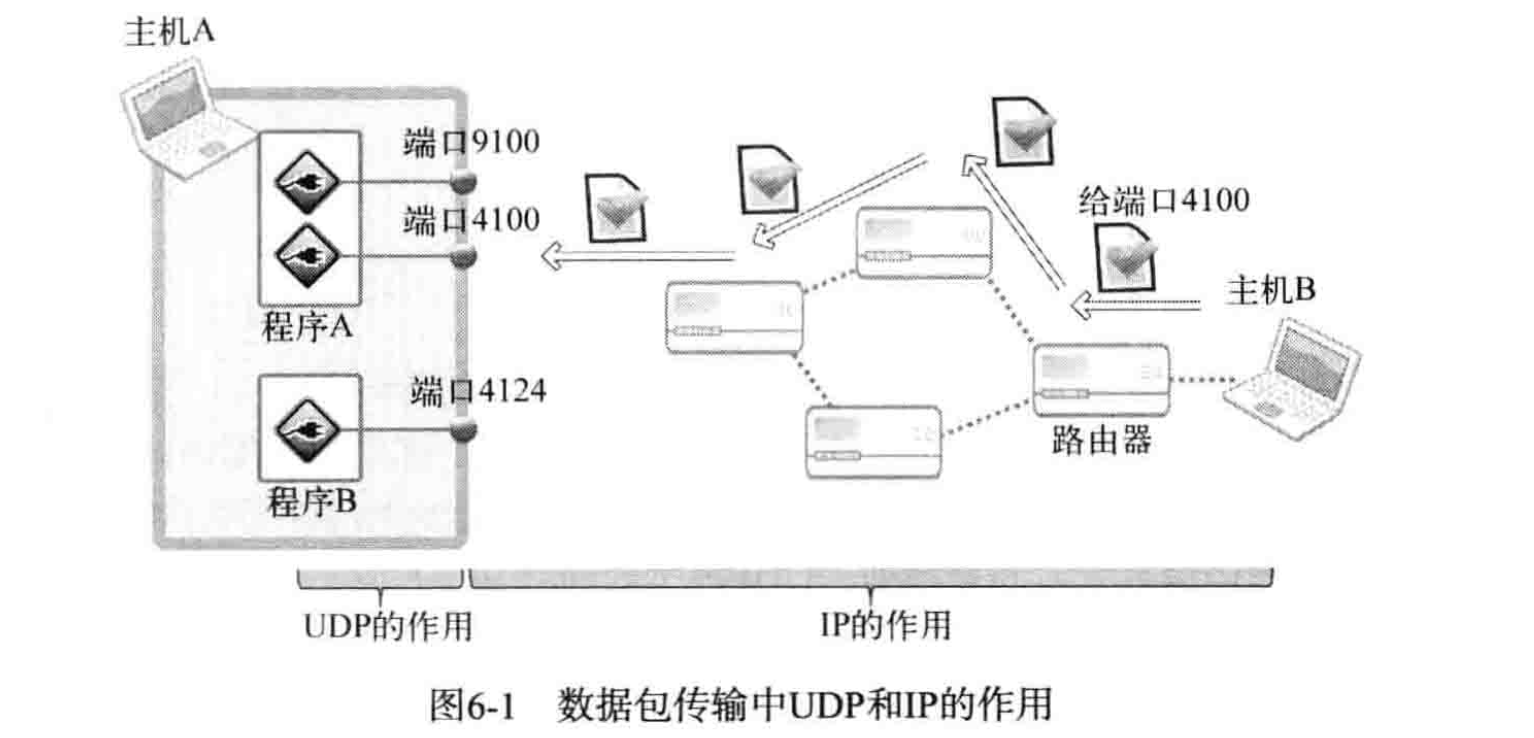 主机A
端口9100
端口4100
给端口4100
主机B
程序A
端口4124
路由器
程序B
UDP的作用
IP的作用
图6-1 数据包传输中UDP和IP的作用